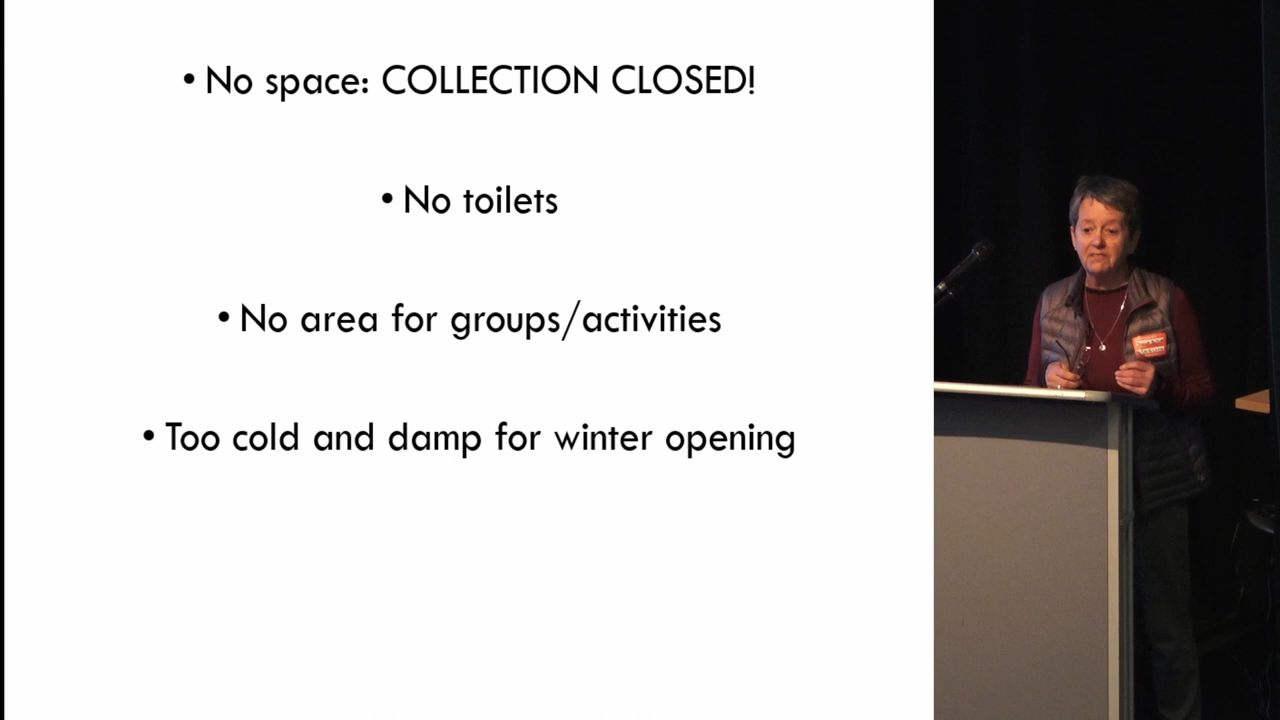 • No space: COLLECTION CLOSED!
• No toilets
• No area for groups/activities
• Too cold and damp for winter opening